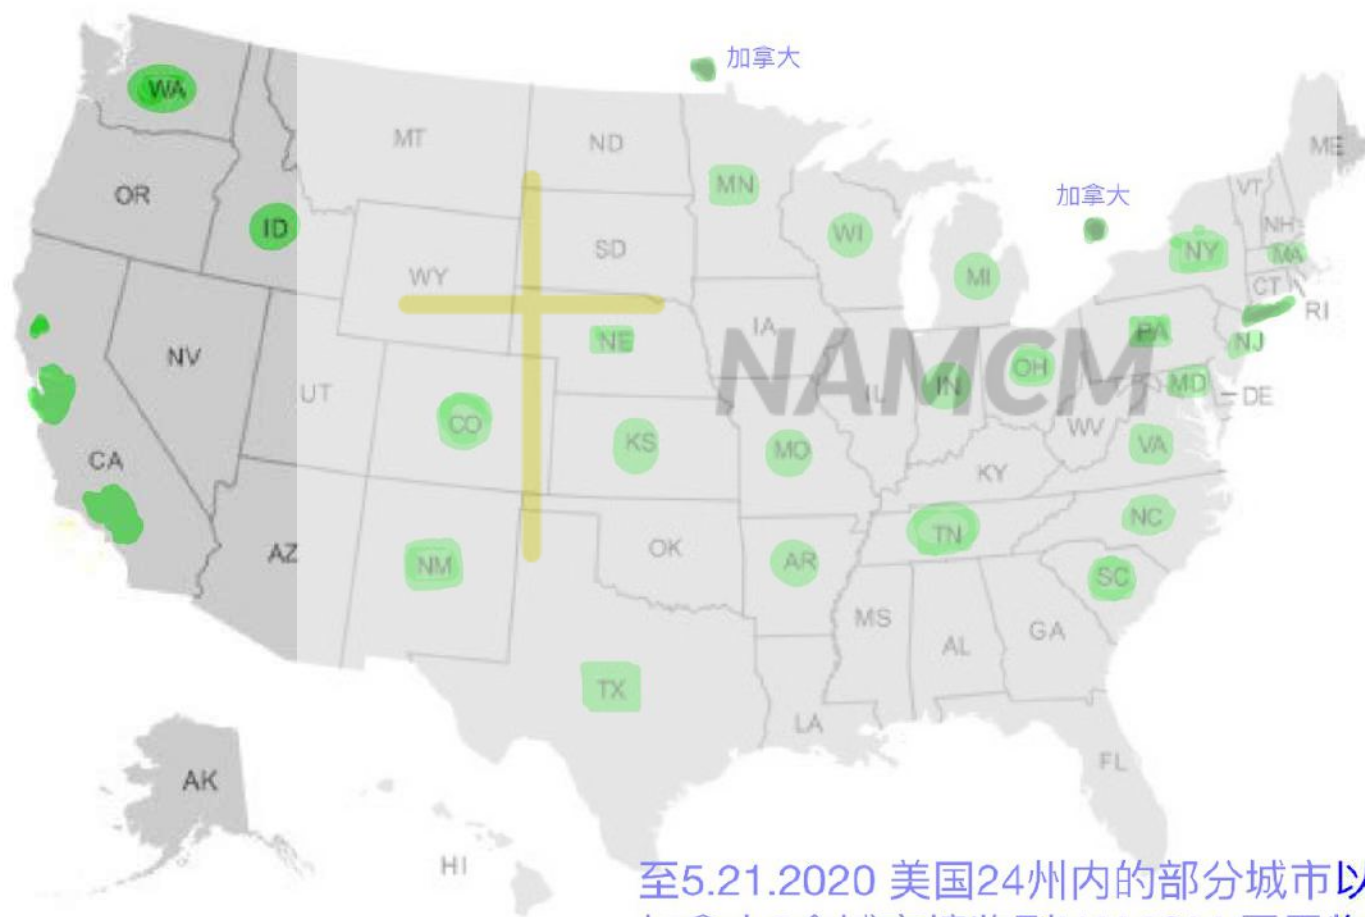 加拿大
WA
MT
ND
MN
ME
OR
ID
SD
WI
加拿大
VT
NH
WY
MI
NY
MA
CT
RI
NV
UT
NE
IA
NAMCM
PA
NJ
CO
KS
MO
IL
IN
OH
MD
DE
CA
WV
VA
KY
AZ
NM
OK
AR
TN
NC
SC
MS
AL
GA
TX
LA
FL
AK
HI
至5.21.2020 美国24州内的部分城市以